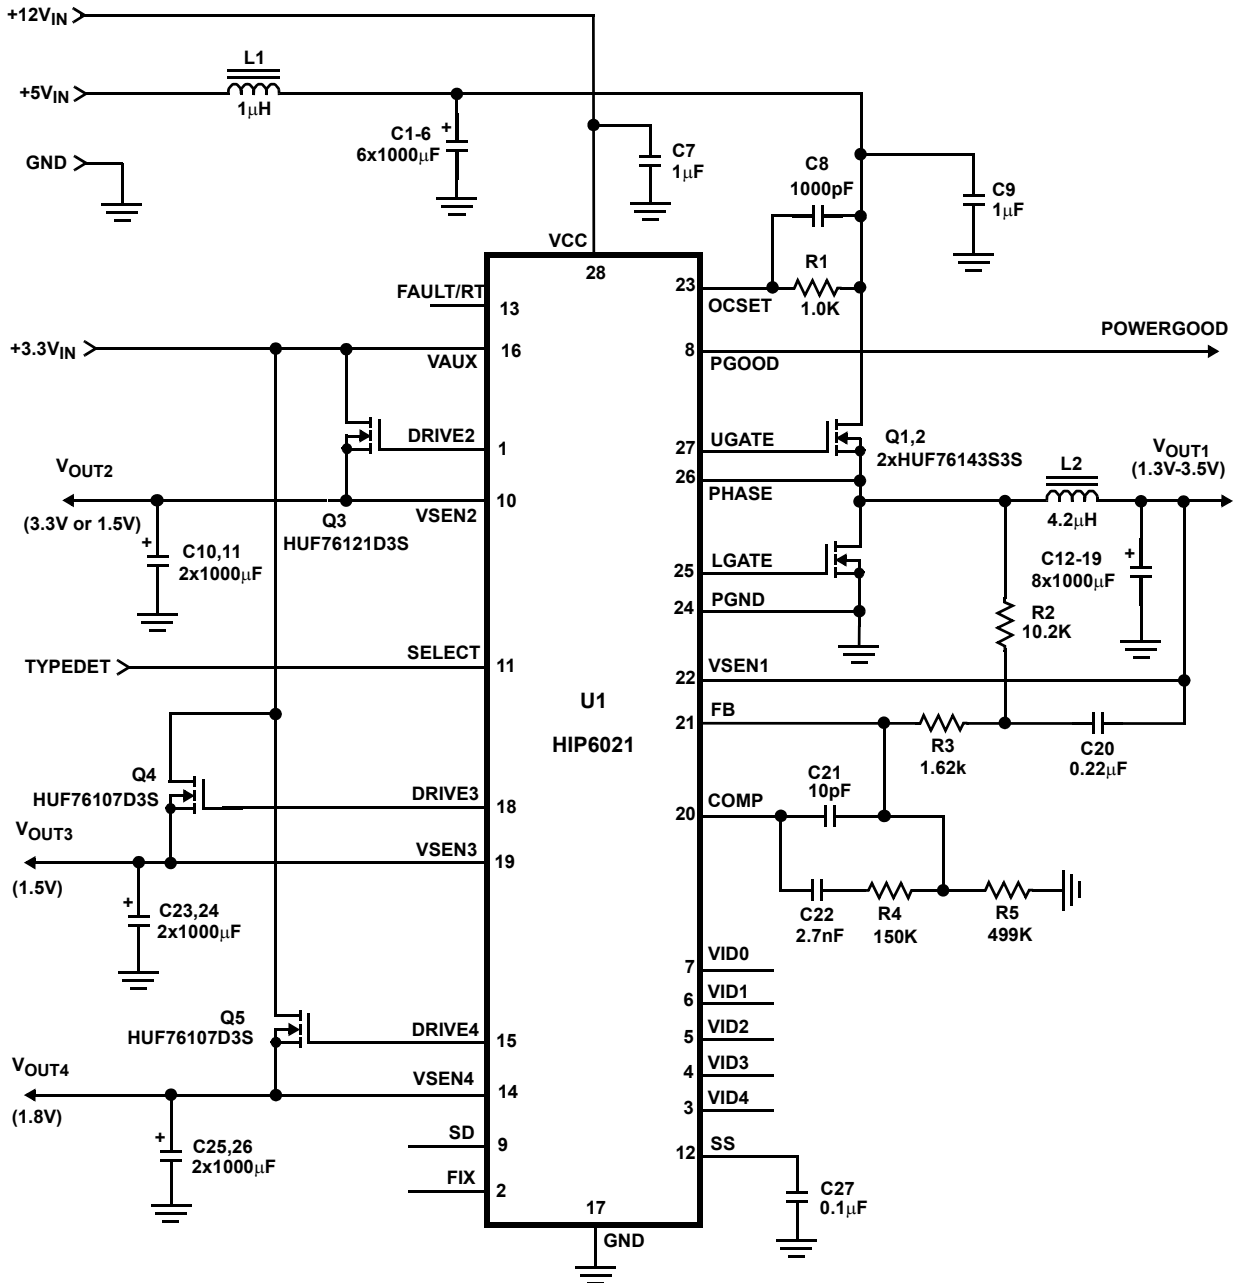 +12VIN
L1
+5VIN
1μH
C1-6
6x1000μF
+
GND
C7
1μF
C8
1000pF
C9
1μF
VCC
28
R1
1.0K
23
OCSET
FAULT/RT
13
POWERGOOD
8
PGOOD
+3.3VIN
16
VAUX
DRIVE2
1
27
UGATE
Q1,2
2xHUF76143S3S
26
PHASE
VOUT1
(1.3V-3.5V)
L2
4.2μH
VOUT2
(3.3V or 1.5V)
10
VSEN2
Q3
HUF76121D3S
+
C10,11
2x1000μF
25
LGATE
24
PGND
C12-19
8x1000μF
+
R2
10.2K
TYPEDET
SELECT
11
22
VSEN1
U1
HIP6021
21
FB
R3
1.62k
C20
0.22μF
Q4
HUF76107D3S
DRIVE3
18
C21
10pF
20
COMP
VOUT3
(1.5V)
VSEN3
19
+
C23,24
2x1000μF
C22
2.7nF
R4
150K
R5
499K
7
VID0
6
VID1
5
VID2
4
VID3
3
VID4
Q5
HUF76107D3S
DRIVE4
15
VOUT4
(1.8V)
VSEN4
14
+
C25,26
2x1000μF
SD
9
12
SS
FIX
2
C27
0.1μF
17
GND